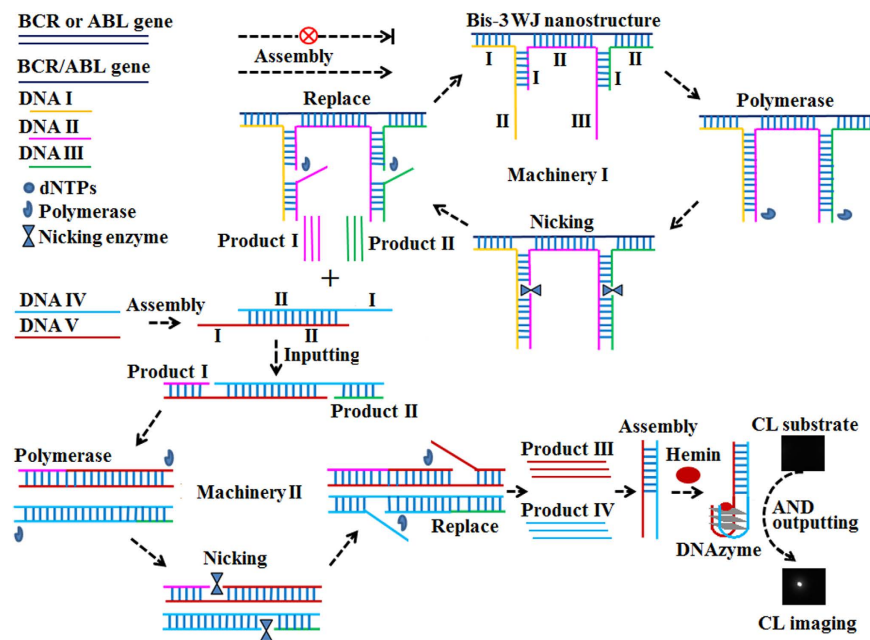 BCR or ABL gene
BCR/ABL gene
DNA I
DNA II
DNA III
dNTPs
Polymerase
Nicking enzyme
Assembly
Replace
Product I
Product II
+
Bis-3WJ nanostructure
I
II
II
I
I
II
III
Polymerase
Machinery I
Nicking
DNA IV
DNA V
Assembly
II
I
I
II
Inputting
Product I
Product II
Polymerase
Machinery II
Nicking
Replace
Product III
Product IV
Assembly
Hemin
DNAzyme
CL substrate
AND
outputting
CL imaging